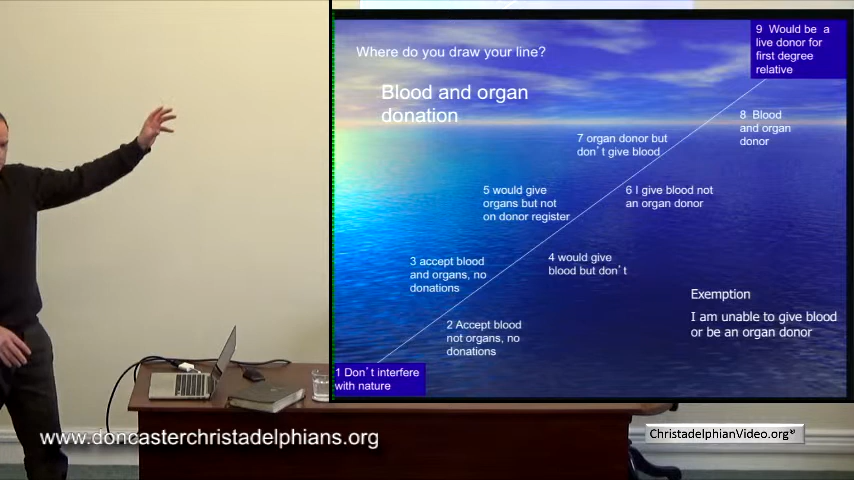 Where do you draw your line?
Blood and organ
donation
9 Would be a
live donor for
first degree
relative
8 Blood
and organ
donor
7 organ donor but
don't give blood
5 would give
organs but not
on donor register
6 I give blood not
an organ donor
3 accept blood
and organs, no
donations
4 would give
blood but don't
2 Accept blood
not organs, no
donations
Exemption
I am unable to give blood
or be an organ donor
1 Don't interfere
with nature
www.doncasterchristadelphians.org
ChristadelphianVideo.org®